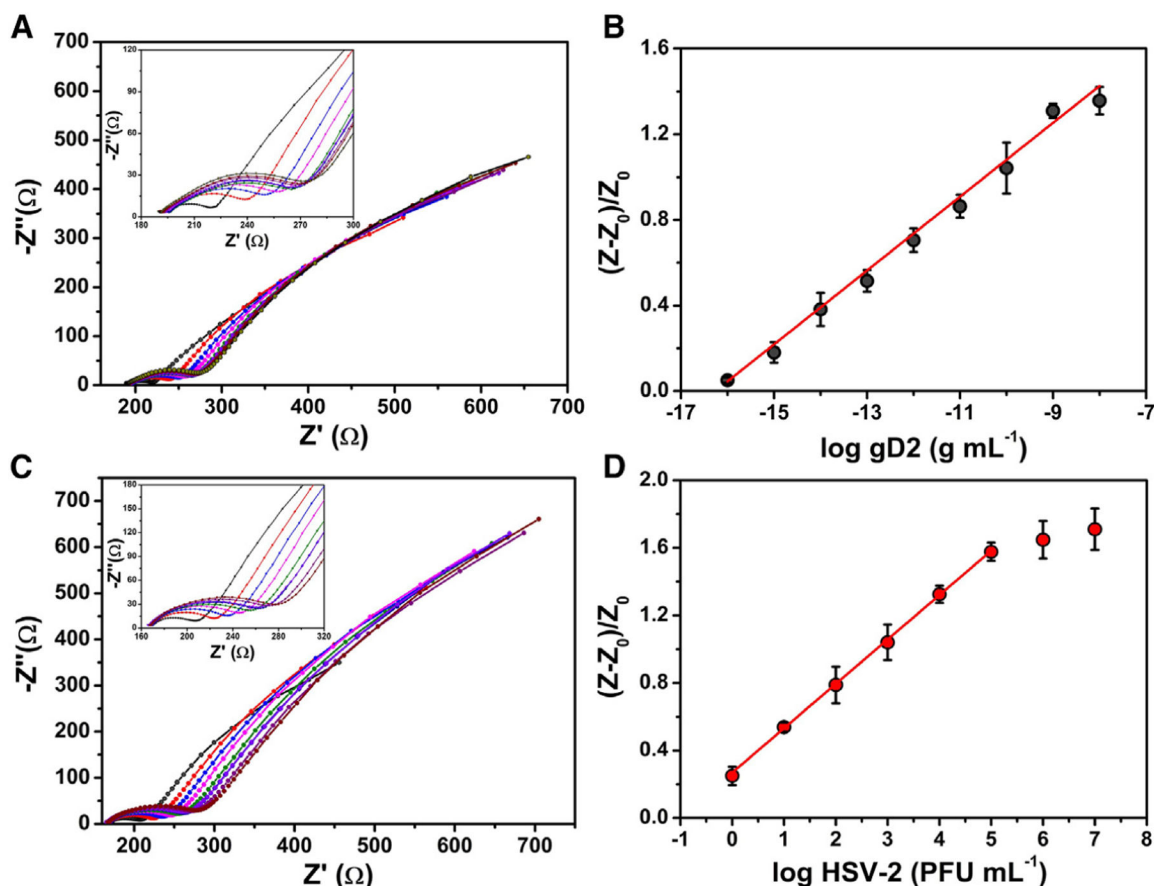 A
700
600
500
400
300
200
100
0
-Z''(Ω)
200 300 400 500 600 700
Z' (Ω)
120
90
60
30
0
-Z''(Ω)
180 210 240 270 300
Z' (Ω)
B
1.6
1.2
0.8
0.4
0.0
(Z-Z0)/Z0
-17 -15 -13 -11 -9 -7
log gD2 (g mL-1)
C
700
600
500
400
300
200
100
0
-Z''(Ω)
200 300 400 500 600 700
Z' (Ω)
180
150
120
90
60
30
0
-Z''(Ω)
160 200 240 280 320
Z' (Ω)
D
2.0
1.6
1.2
0.8
0.4
0.0
(Z-Z0)/Z0
-1 0 1 2 3 4 5 6 7 8
log HSV-2 (PFU mL-1)